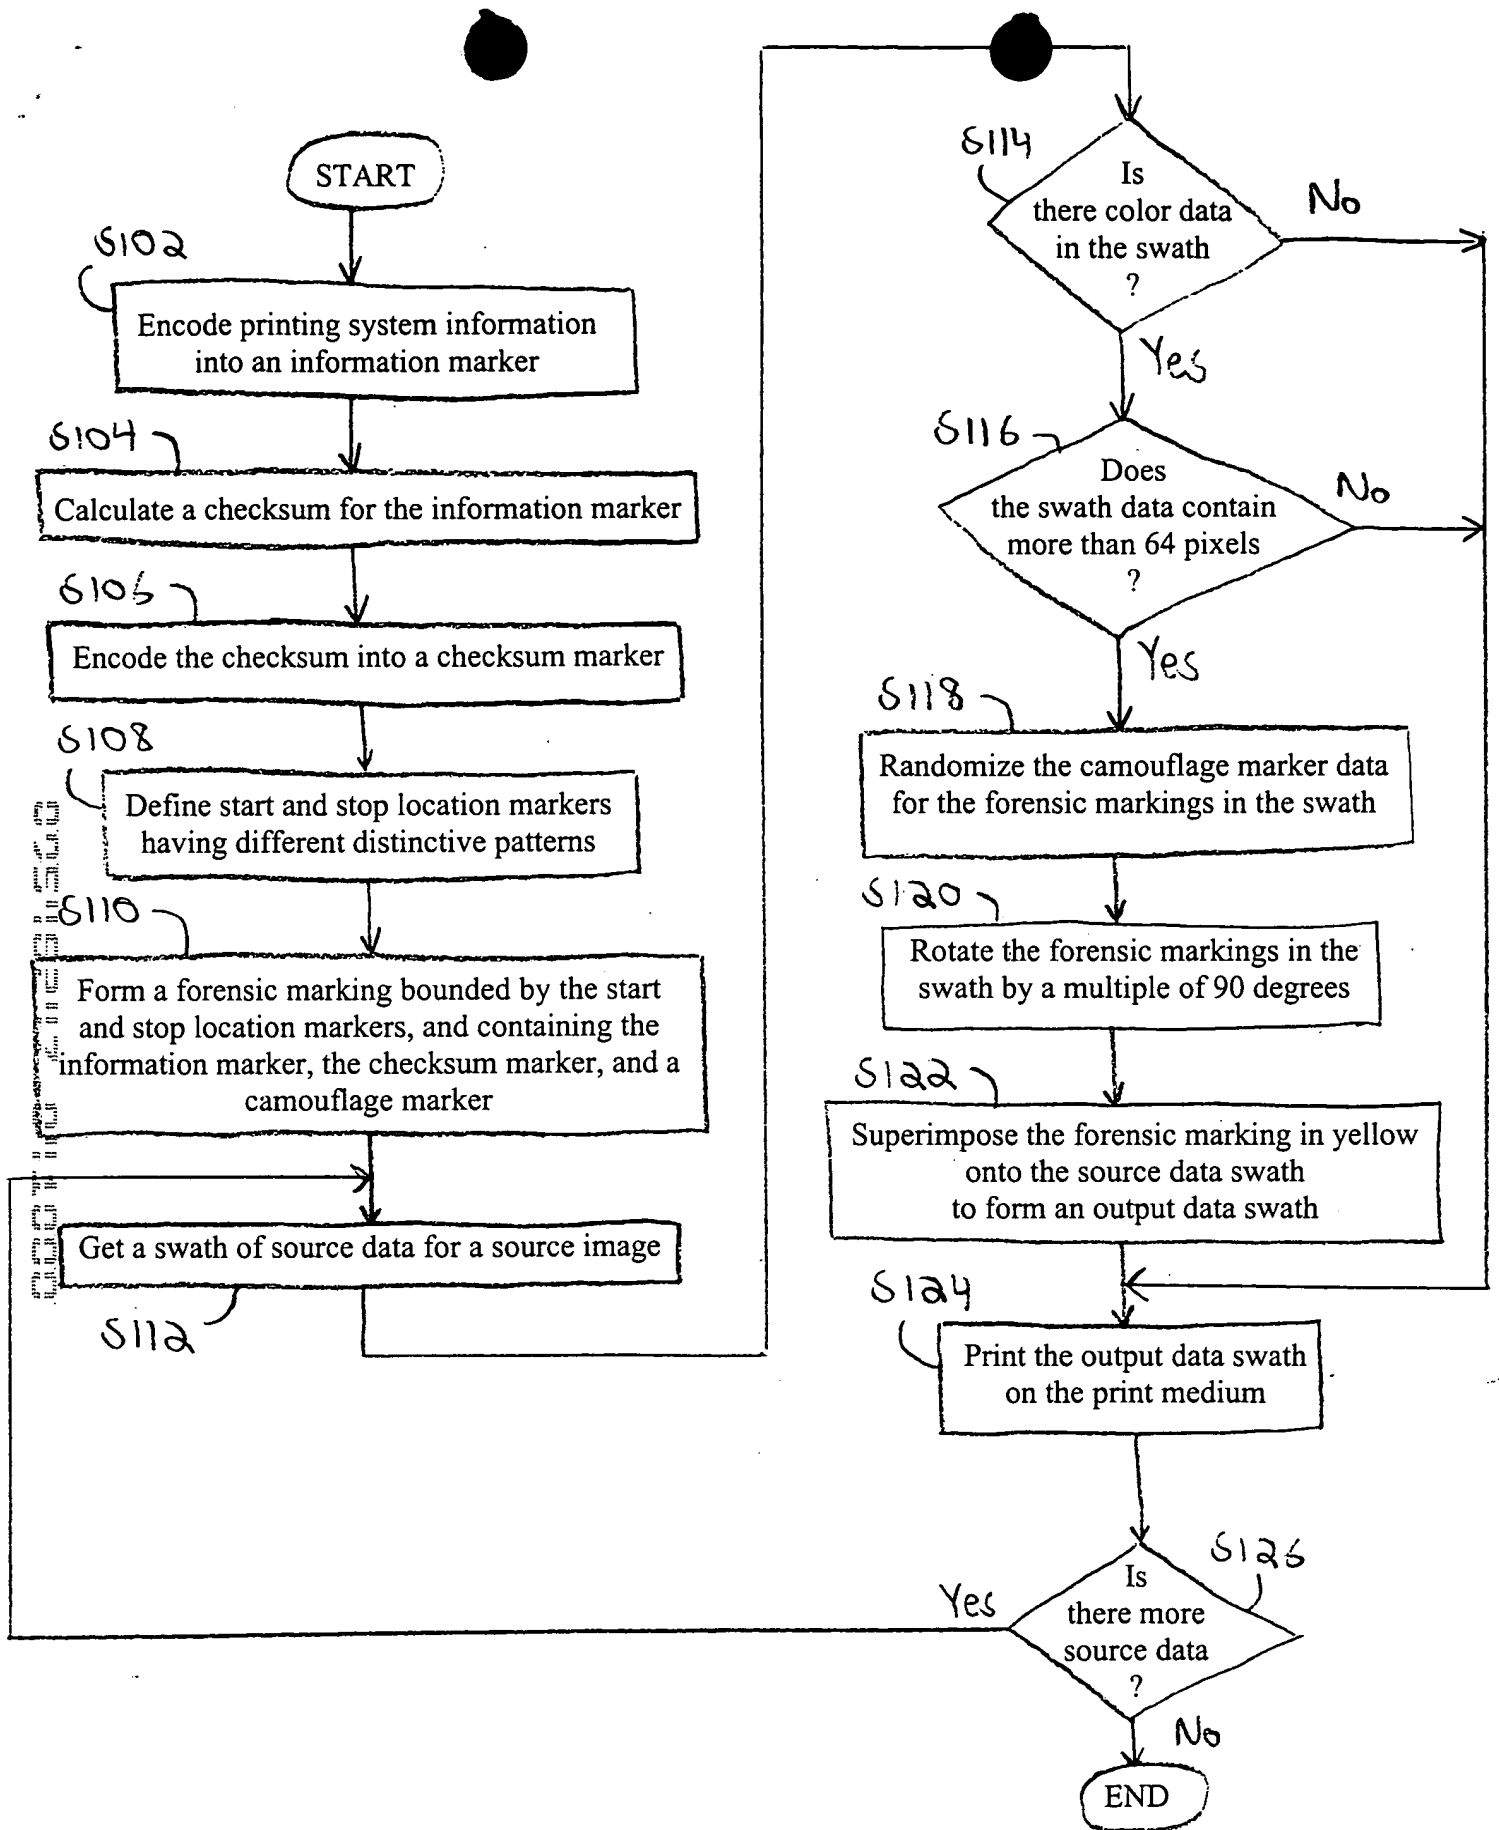 START
S102
Encode printing system information
into an information marker
S104
Calculate a checksum for the information marker
S106
Encode the checksum into a checksum marker
S108
Define start and stop location markers
having different distinctive patterns
S110
Form a forensic marking bounded by the start
and stop location markers, and containing the
information marker, the checksum marker, and a
camouflage marker
Get a swath of source data for a source image
S112
S114
Is
there color data
in the swath
?
No
Yes
S116
Does
the swath data contain
more than 64 pixels
?
No
Yes
S118
Randomize the camouflage marker data
for the forensic markings in the swath
S120
Rotate the forensic markings in the
swath by a multiple of 90 degrees
S122
Superimpose the forensic marking in yellow
onto the source data swath
to form an output data swath
S124
Print the output data swath
on the print medium
S126
Is
there more
source data
?
Yes
No
END